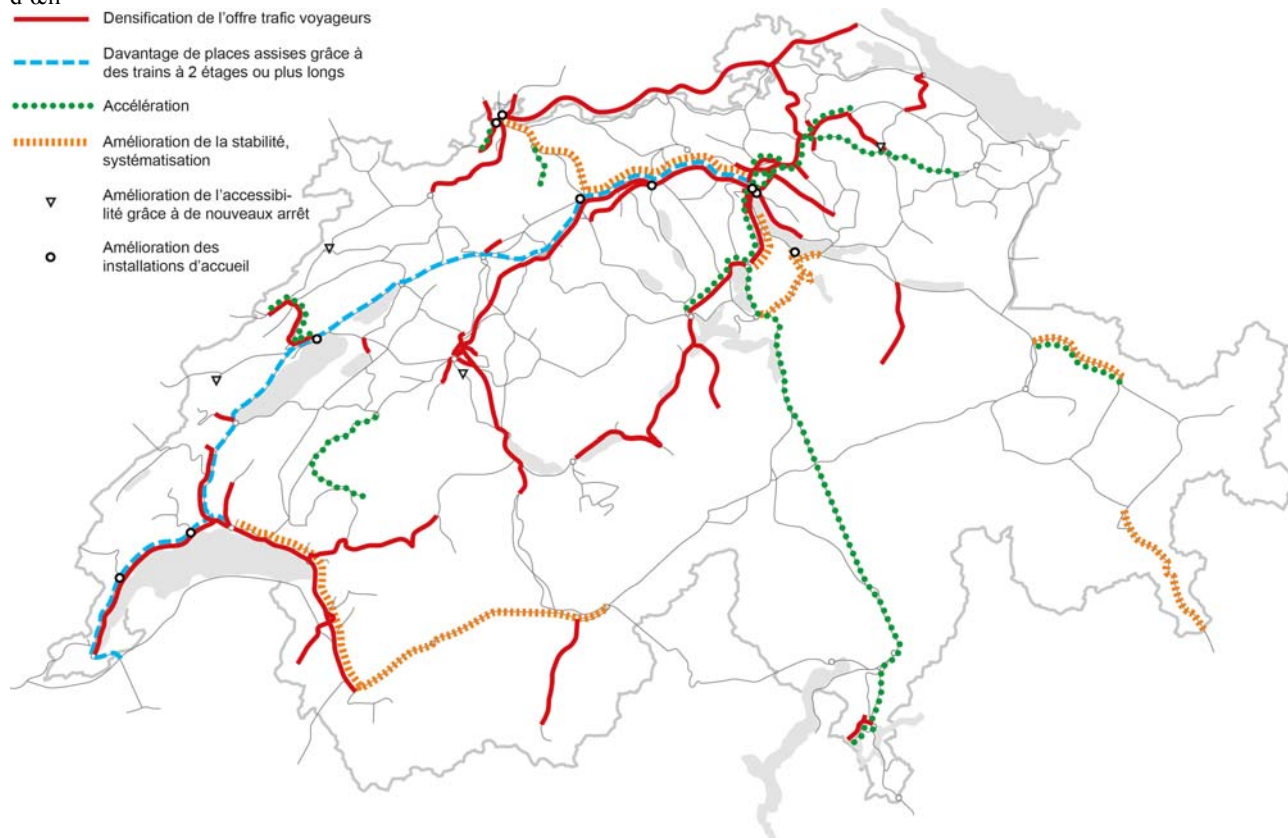 d'œil
Densification de l'offre trafic voyageurs
Davantage de places assises grâce à
des trains à 2 étages ou plus longs
Accélération
Amélioration de la stabilité,
systématisation
Amélioration de l'accessibi-
lité grâce à de nouveaux arrêt
Amélioration des
installations d'accueil